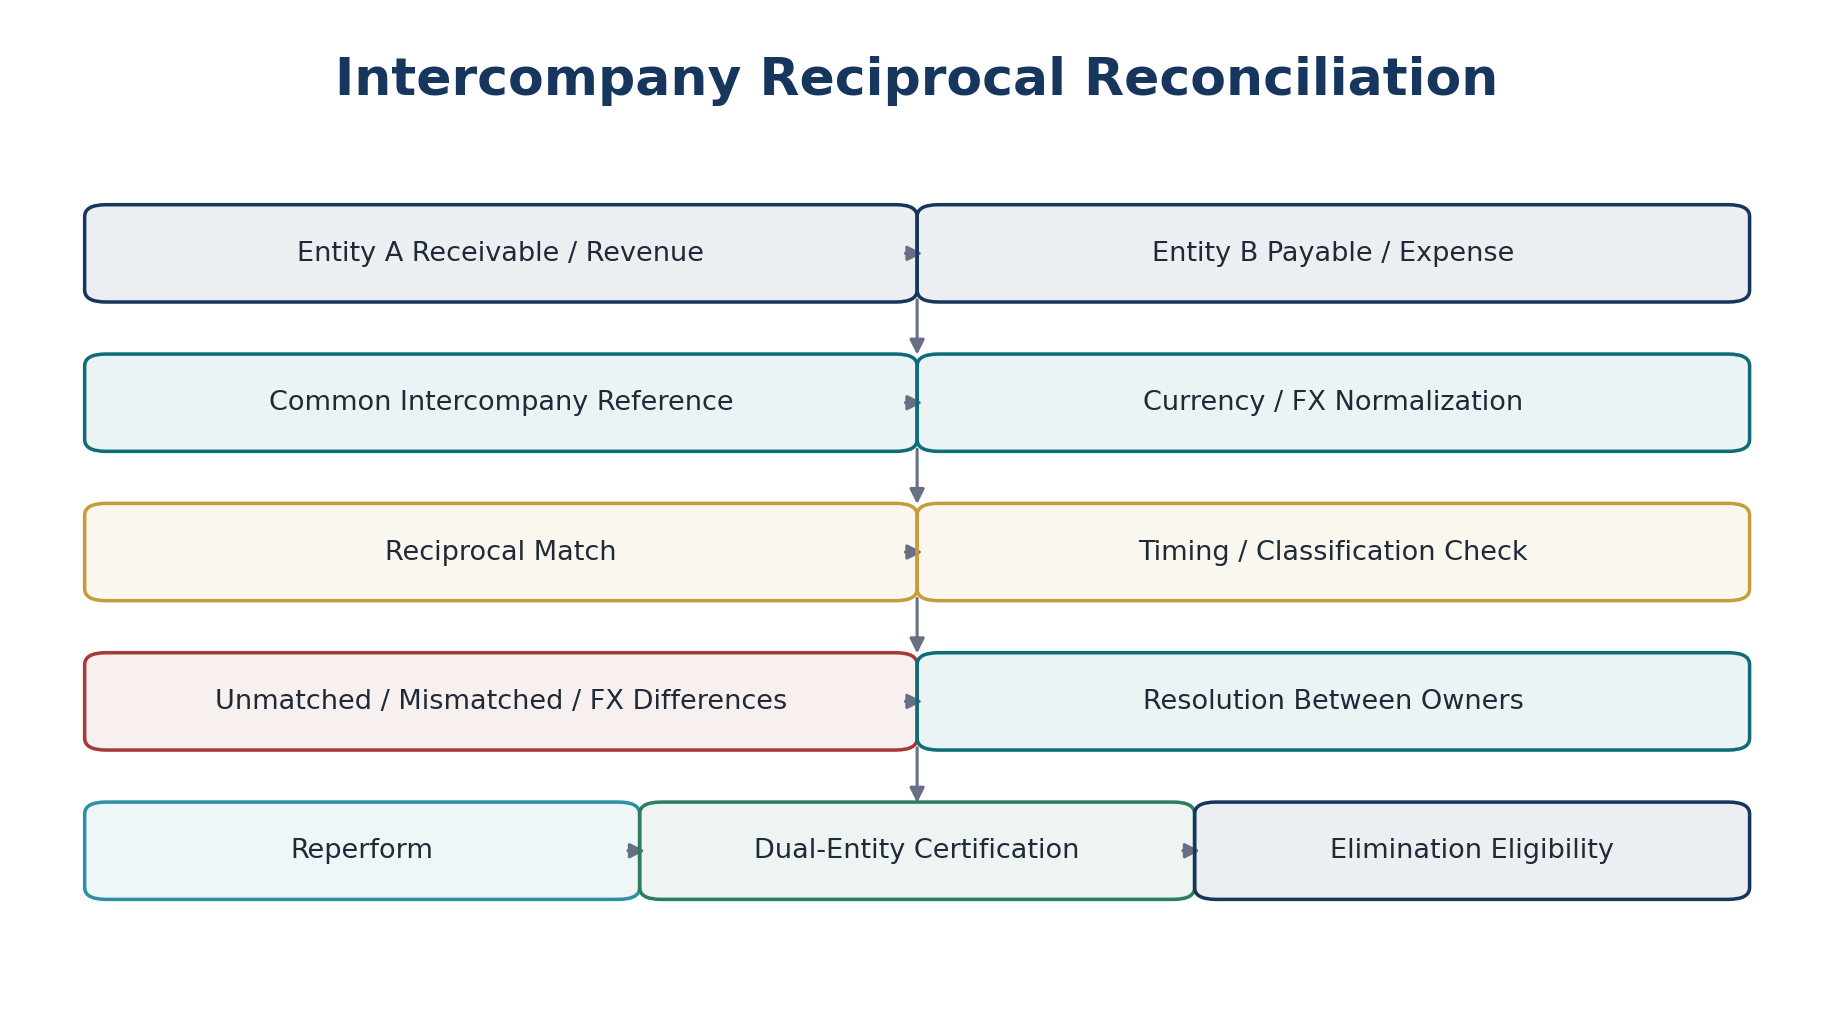 Intercompany Reciprocal Reconciliation
Entity A Receivable / Revenue
Entity B Payable / Expense
Common Intercompany Reference
Currency / FX Normalization
Reciprocal Match
Timing / Classification Check
Unmatched / Mismatched / FX Differences
Resolution Between Owners
Reperform
Dual-Entity Certification
Elimination Eligibility